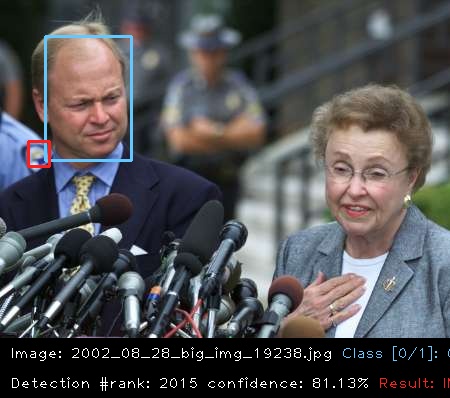 Image: 2002_08_28_big_img_19238.jpg Class [0/1]:
Detection #rank: 2015 confidence: 81.13% Result: